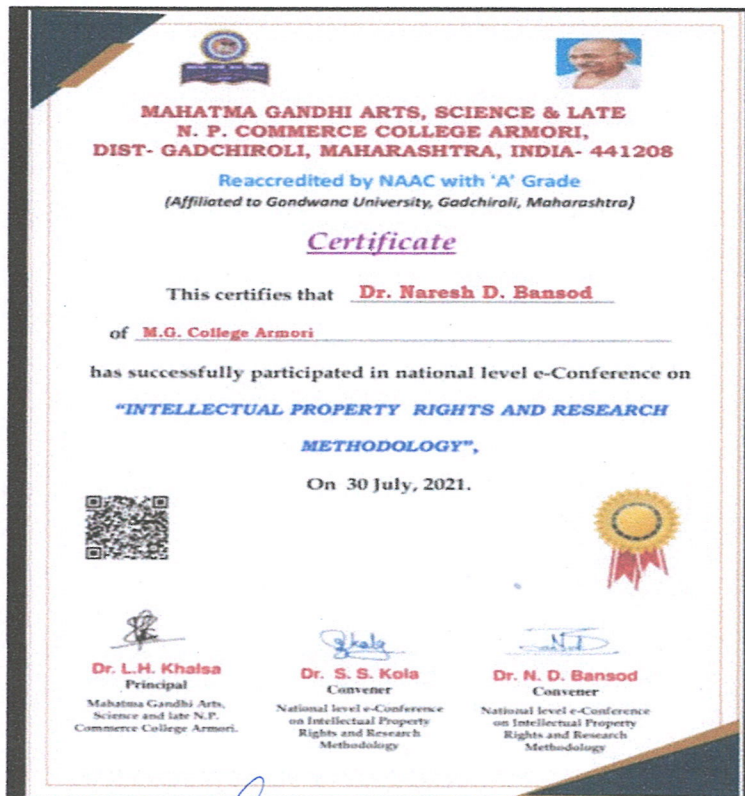 MAHATMA GANDHI ARTS, SCIENCE & LATE
N. P. COMMERCE COLLEGE ARMORI,
DIST- GADCHIROLI, MAHARASHTRA, INDIA- 441208
Reaccredited by NAAC with 'A' Grade
(Affiliated to Gondwana University, Gadchiroli, Maharashtra)
Certificate
This certifies that Dr. Naresh D. Bansod
of M.G. College Armori
has successfully participated in national level e-Conference on
"INTELLECTUAL PROPERTY RIGHTS AND RESEARCH
METHODOLOGY",
On 30 July, 2021.
Dr. L.H. Khalsa
Principal
Mahatma Gandhi Arts,
Science and late N.P.
Commerce College Armori.
Dr. S. S. Kola
Convener
National level e-Conference
on Intellectual Property
Rights and Research
Methodology
Dr. N. D. Bansod
Convener
National level e-Conference
on Intellectual Property
Rights and Research
Methodology